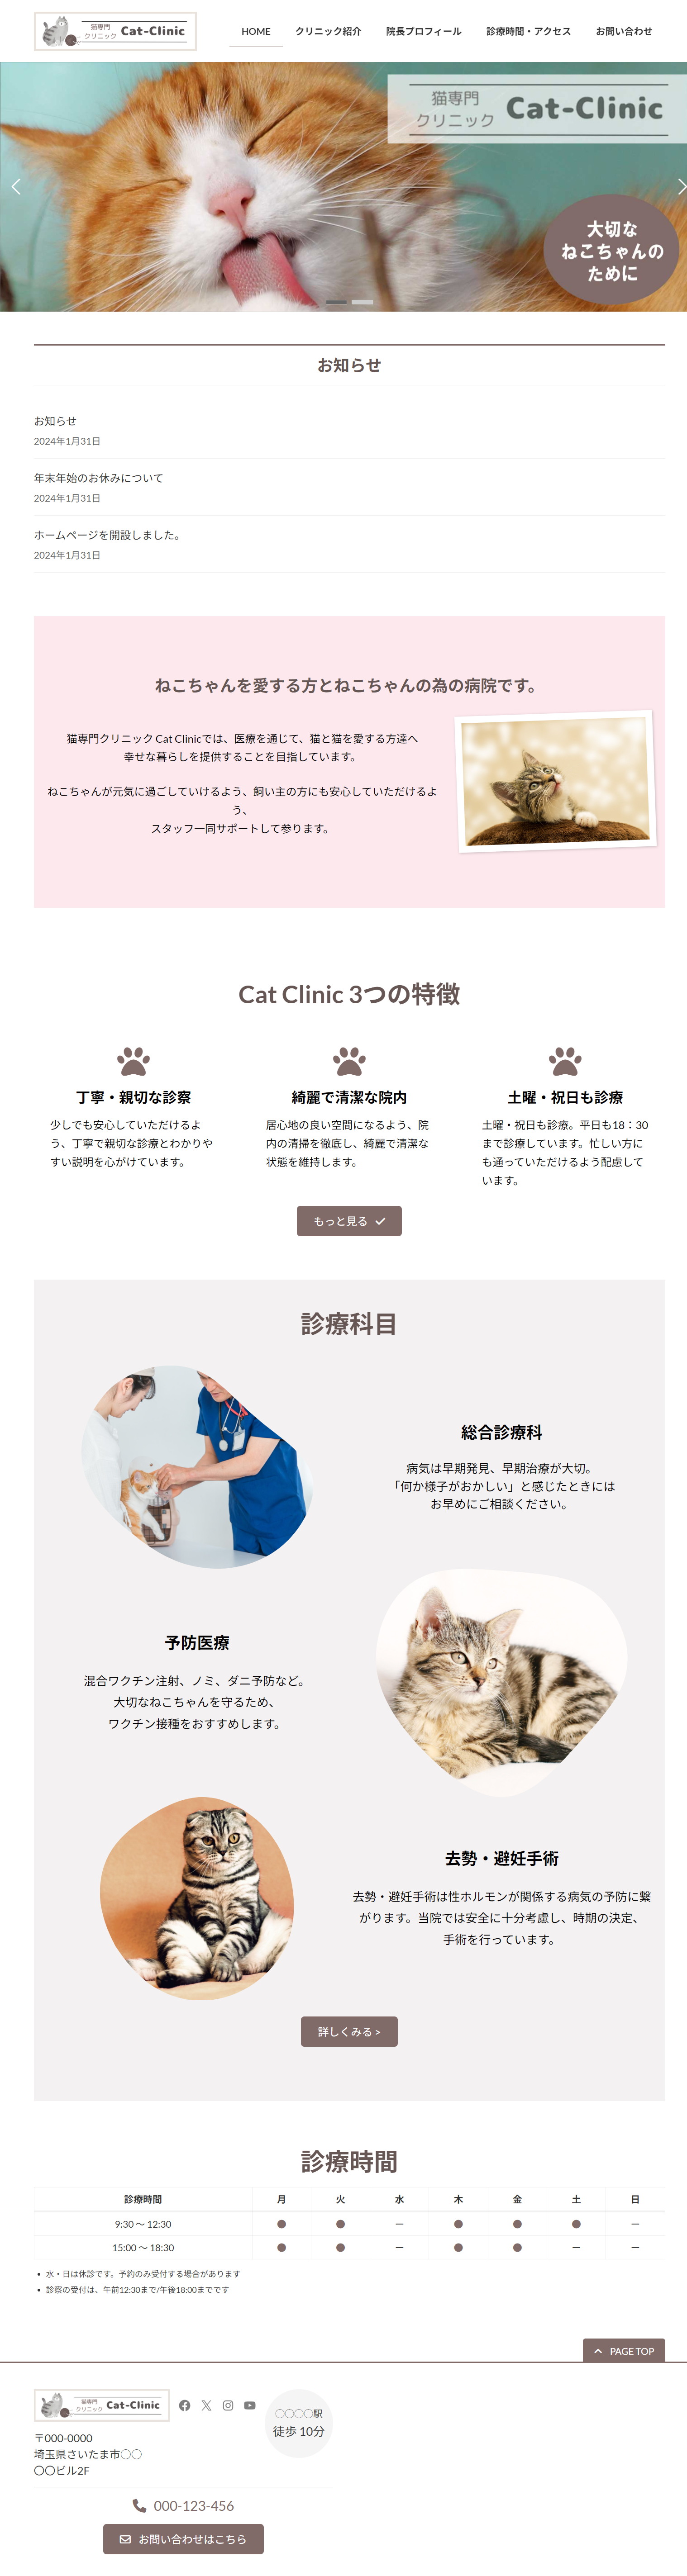 猫専門
クリニック Cat-Clinic
HOME クリニック紹介 院長プロフィール 診療時間・アクセス お問い合わせ
猫専門
クリニック Cat-Clinic
大切な
ねこちゃんの
ために
お知らせ
お知らせ
2024年1月31日
年末年始のお休みについて
2024年1月31日
ホームページを開設しました。
2024年1月31日
ねこちゃんを愛する方とねこちゃんの為の病院です。
猫専門クリニック Cat Clinicでは、医療を通じて、猫と猫を愛する方達へ
幸せな暮らしを提供することを目指しています。
ねこちゃんが元気に過ごしていけるよう、飼い主の方にも安心していただけるよ
う、
スタッフ一同サポートして参ります。
Cat Clinic 3つの特徴
丁寧・親切な診察
少しでも安心していただけるよ
う、丁寧で親切な診療とわかりや
すい説明を心がけています。
綺麗で清潔な院内
居心地の良い空間になるよう、院
内の清掃を徹底し、綺麗で清潔な
状態を維持します。
土曜・祝日も診療
土曜・祝日も診療。平日も18：30
まで診療しています。忙しい方に
も通っていただけるよう配慮して
います。
もっと見る
診療科目
総合診療科
病気は早期発見、早期治療が大切。
「何か様子がおかしい」と感じたときには
お早めにご相談ください。
予防医療
混合ワクチン注射、ノミ、ダニ予防など。
大切なねこちゃんを守るため、
ワクチン接種をおすすめします。
去勢・避妊手術
去勢・避妊手術は性ホルモンが関係する病気の予防に繋
がります。当院では安全に十分考慮し、時期の決定、
手術を行っています。
詳しくみる >
診療時間
診療時間 月 火 水 木 金 土 日
9:30 ～ 12:30 ● ● ー ● ● ● ー
15:00 ～ 18:30 ● ● ー ● ● ー ー
• 水・日は休診です。予約のみ受付する場合があります
• 診察の受付は、午前12:30まで/午後18:00までです
PAGE TOP
猫専門
クリニック Cat-Clinic
〇〇〇〇駅
徒歩 10分
〒000-0000
埼玉県さいたま市〇〇
〇〇ビル2F
000-123-456
お問い合わせはこちら